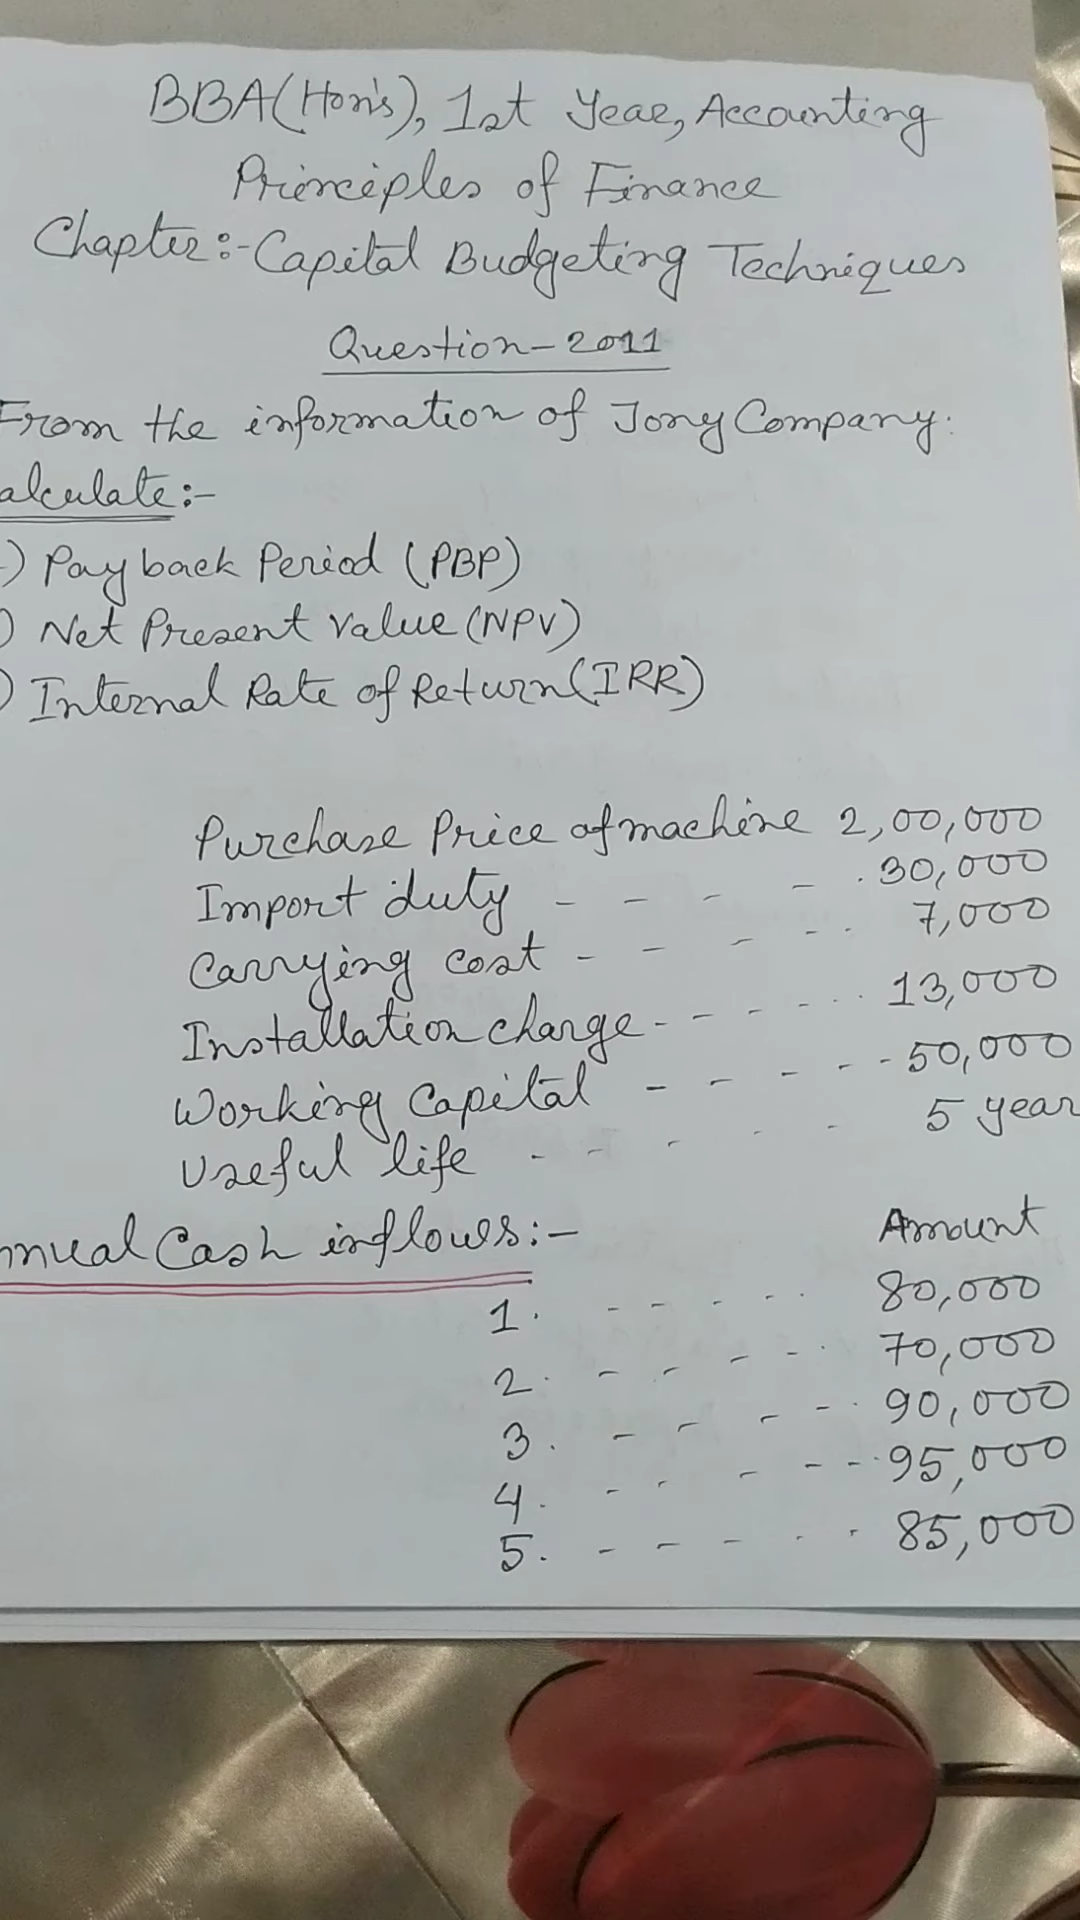 BBA(Hon's), 1st Year, Accounting
Principles of Finance
Chapter:- Capital Budgeting Techniques
Question-2011
From the information of Jony Company:
alculate:-
) Pay back Period (PBP)
) Net Present Value (NPV)
) Internal Rate of Return (IRR)
Purchase Price of machine 2,00,000
Import duty - - - - . 30,000
Carrying cost - - - - . . 7,000
Installation charge - - - - . . . 13,000
Working Capital - - - - - 50,000
Useful life - - - - - 5 year
nnual Cash inflows:- Amount
1. - - - . . 80,000
2. - - - - . 70,000
3. - - - - . 90,000
4. - - - - - . 95,000
5. - - - . . 85,000